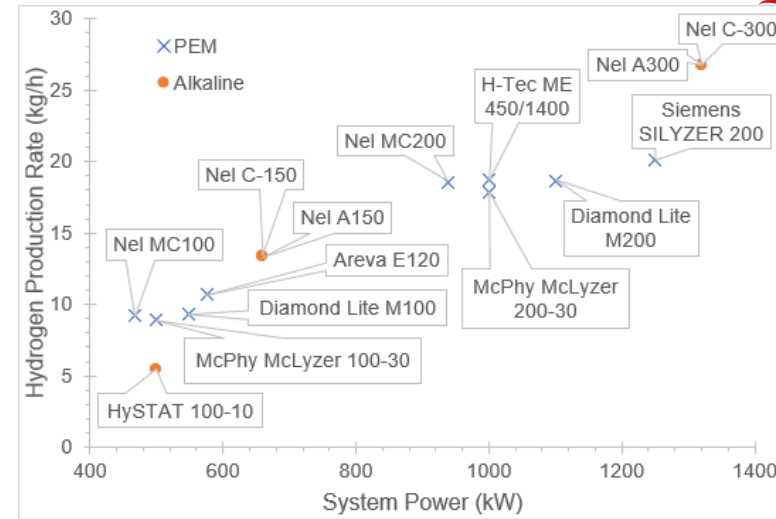 30
25
20
15
10
5
0
Hydrogen Production Rate (kg/h)
PEM
Alkaline
Nel C-300
Nel A300
H-Tec ME
450/1400
Siemens
SILYZER 200
Nel MC200
Nel C-150
Nel A150
Diamond Lite
M200
Nel MC100
Areva E120
McPhy McLyzer
200-30
Diamond Lite M100
McPhy McLyzer 100-30
HySTAT 100-10
400
600
800
1000
1200
1400
System Power (kW)